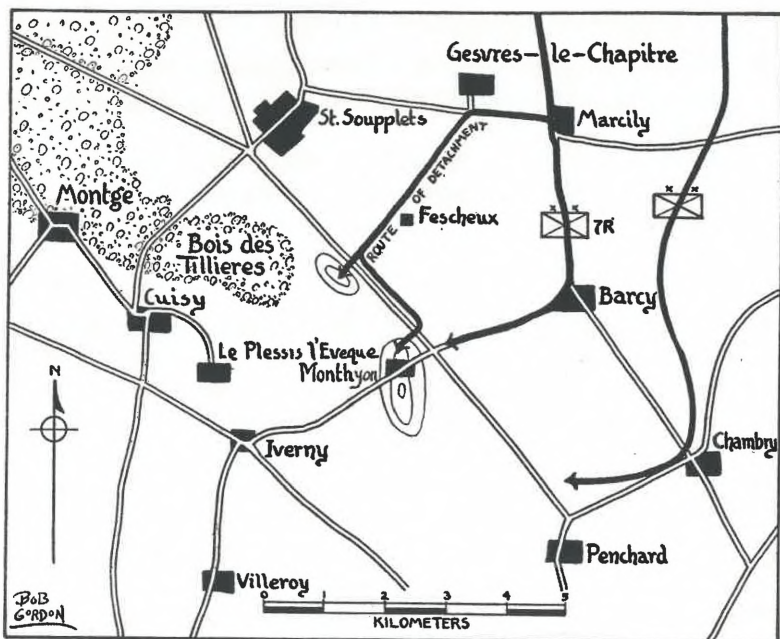 Gesvres-le-Chapitre
St. Soupplets
Marcily
ROUTE OF DETACHMENT
Montge
Fescheux
x x
7R
x x
Bois des
Tillieres
Barcy
Cuisy
Le Plessis l'Eveque
Monthyon
N
Iverny
Chambry
Penchard
Villeroy
0 1 2 3 4 5
KILOMETERS
BOB
GORDON